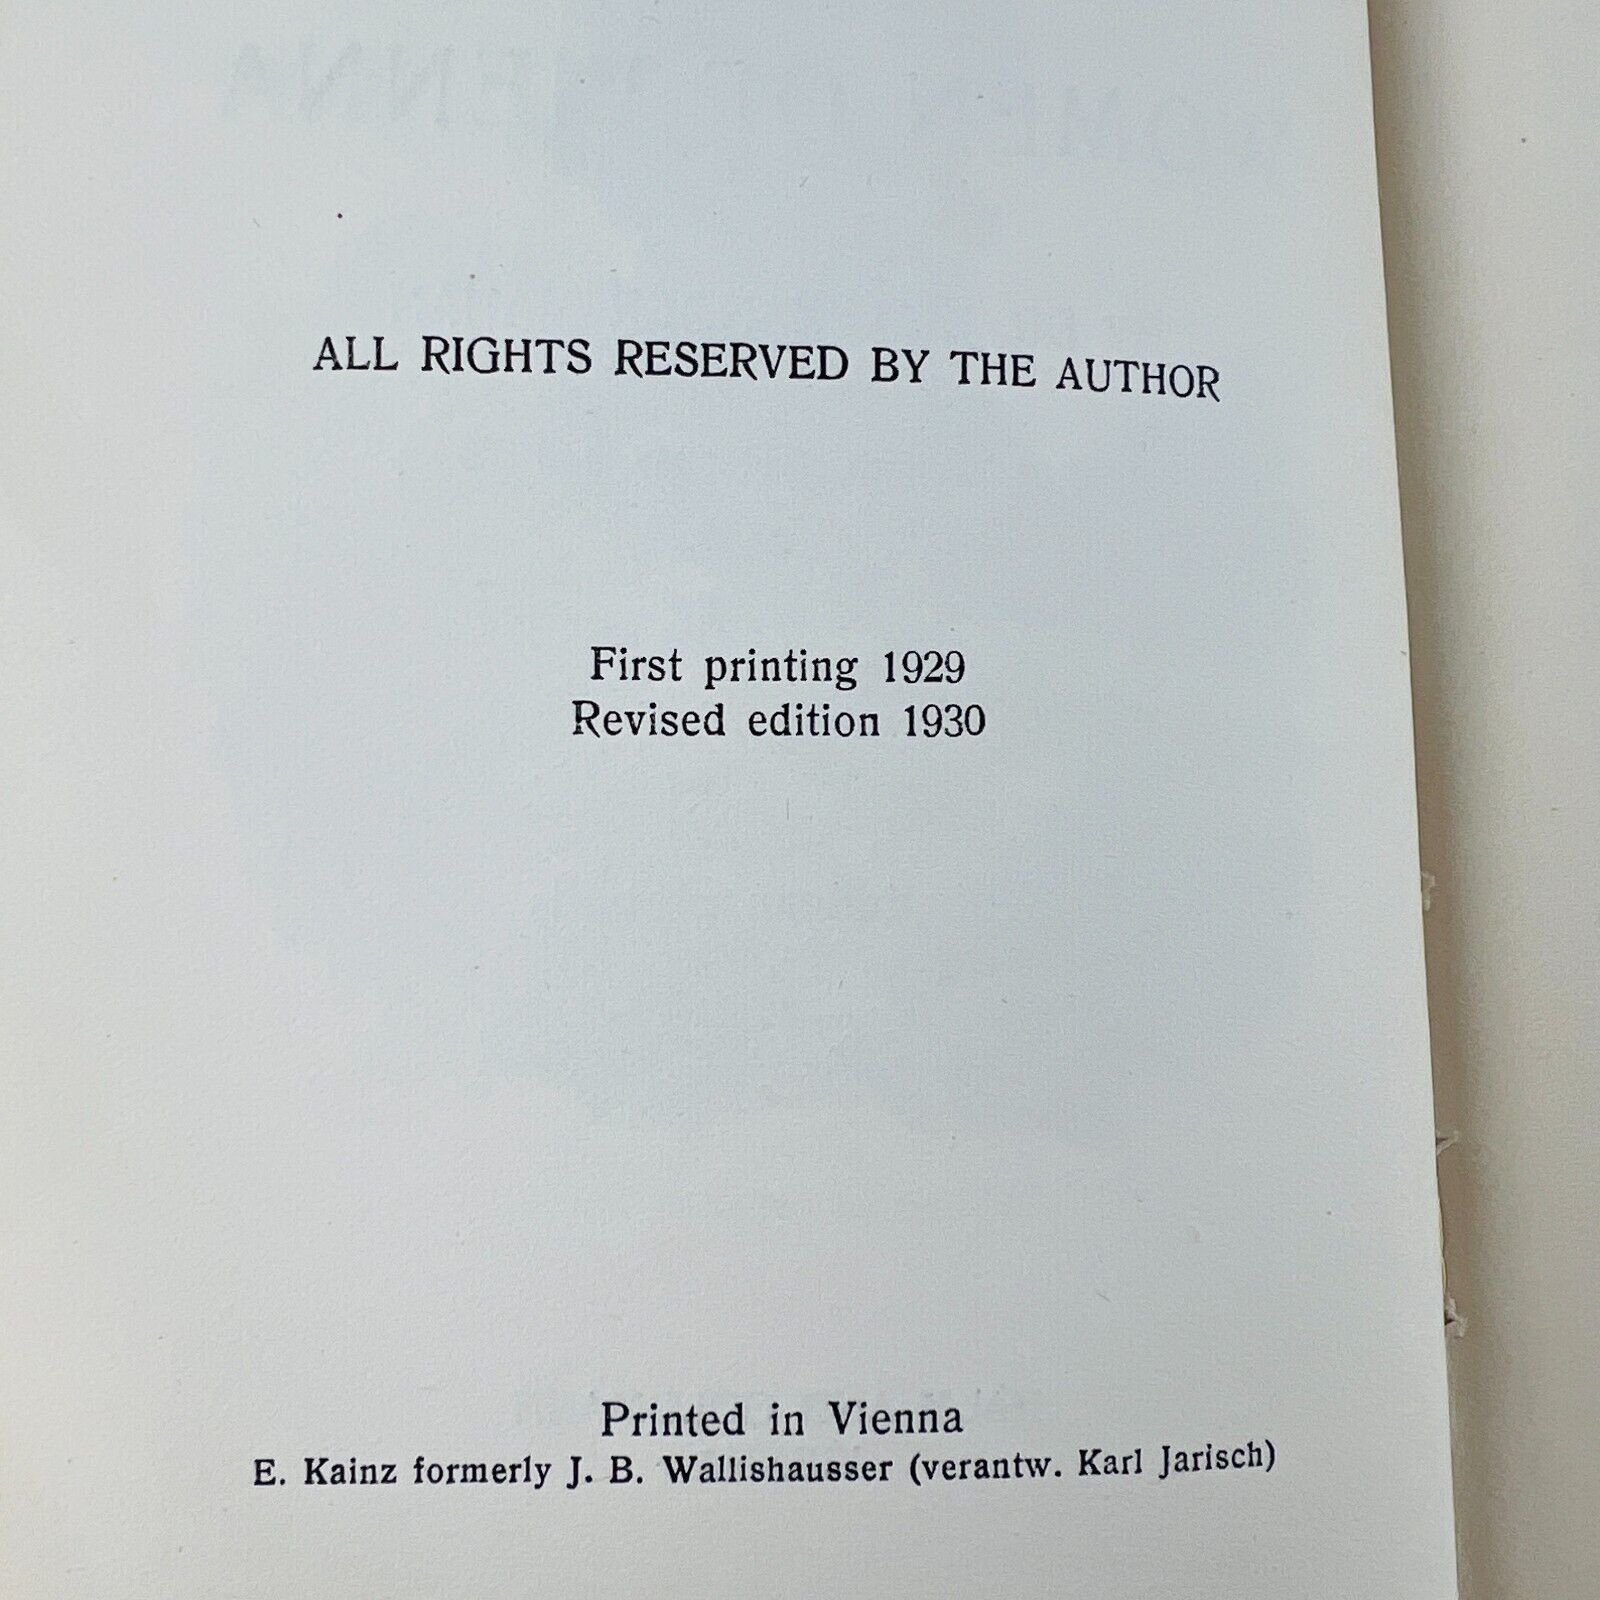 ALL RIGHTS RESERVED BY THE AUTHOR
First printing 1929
Revised edition 1930
Printed in Vienna
E. Kainz formerly J. B. Wallishausser (verantw. Karl Jarisch)